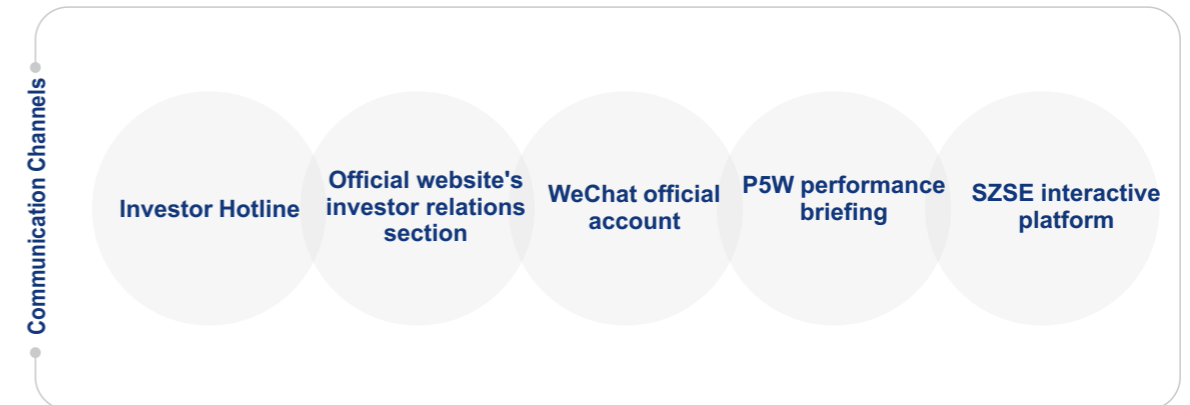 Communication Channels
Investor Hotline
Official website's
investor relations
section
WeChat official
account
P5W performance
briefing
SZSE interactive
platform